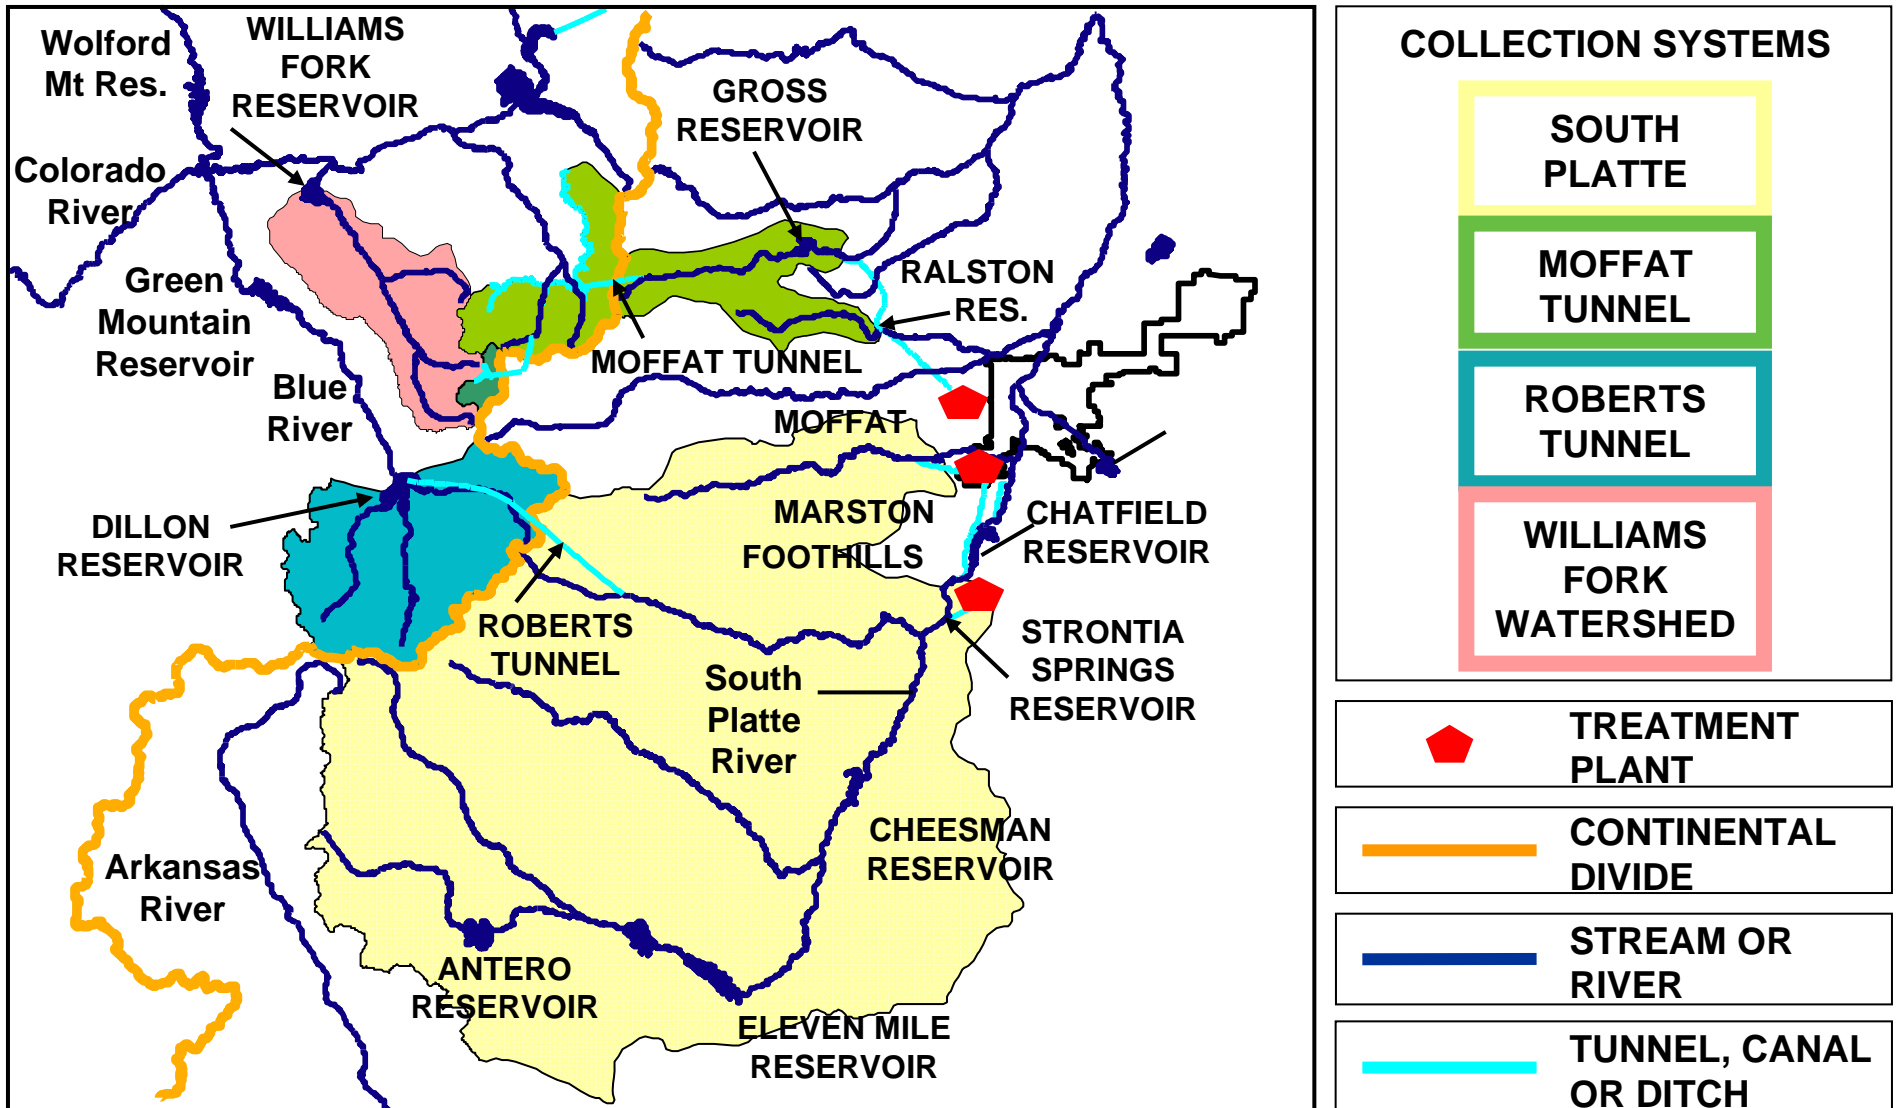 Wolford
Mt Res.
WILLIAMS
FORK
RESERVOIR
GROSS
RESERVOIR
Colorado
River
Green
Mountain
Reservoir
RALSTON
RES.
MOFFAT TUNNEL
Blue
River
MOFFAT
DILLON
RESERVOIR
MARSTON
FOOTHILLS
CHATFIELD
RESERVOIR
ROBERTS
TUNNEL
STRONTIA
SPRINGS
RESERVOIR
South
Platte
River
CHEESMAN
RESERVOIR
Arkansas
River
ANTERO
RESERVOIR
ELEVEN MILE
RESERVOIR
COLLECTION SYSTEMS
SOUTH
PLATTE
MOFFAT
TUNNEL
ROBERTS
TUNNEL
WILLIAMS
FORK
WATERSHED
TREATMENT
PLANT
CONTINENTAL
DIVIDE
STREAM OR
RIVER
TUNNEL, CANAL
OR DITCH